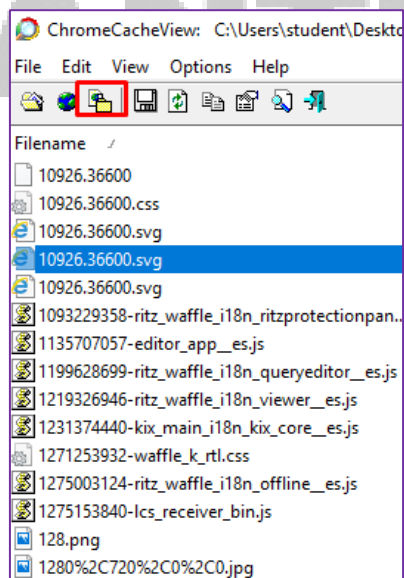 ChromeCacheView: C:\Users\student\Deskto
File Edit View Options Help
Filename
10926.36600
10926.36600.css
10926.36600.svg
10926.36600.svg
10926.36600.svg
1093229358-ritz_waffle_i18n_ritzprotectionpan...
1135707057-editor_app__es.js
1199628699-ritz_waffle_i18n_queryeditor__es.js
1219326946-ritz_waffle_i18n_viewer__es.js
1231374440-kix_main_i18n_kix_core__es.js
1271253932-waffle_k_rtl.css
1275003124-ritz_waffle_i18n_offline__es.js
1275153840-lcs_receiver_bin.js
128.png
1280%2C720%2C0%2C0.jpg